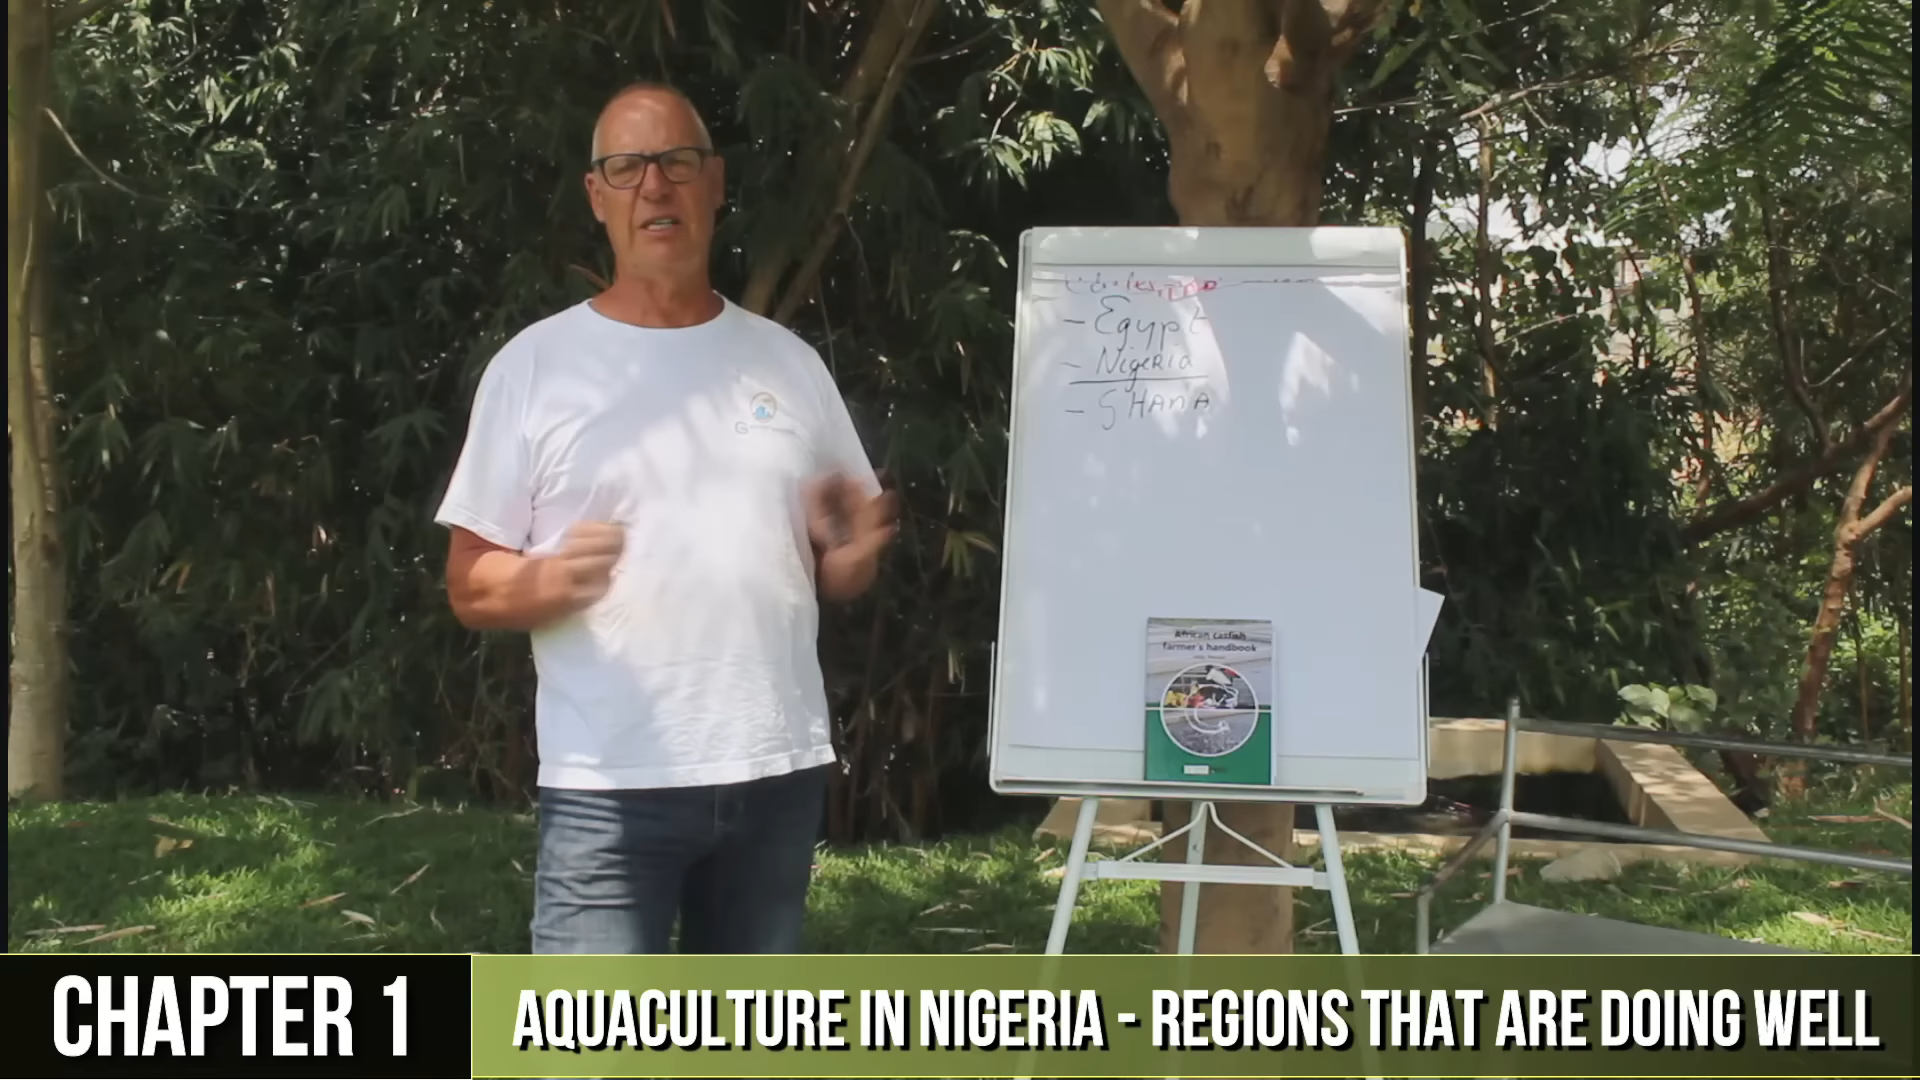 - Egypt
- Nigeria
- GHANA
African catfish
farmer's handbook
CHAPTER 1
AQUACULTURE IN NIGERIA - REGIONS THAT ARE DOING WELL